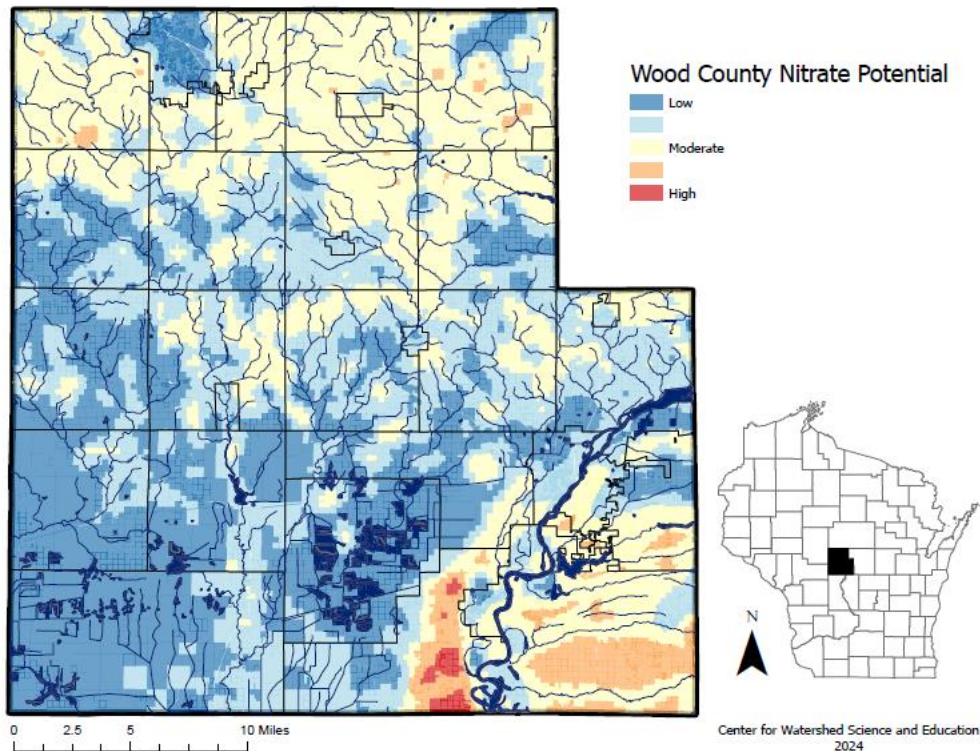 Wood County Nitrate Potential
Low
Moderate
High
N
0 2.5 5 10 Miles
Center for Watershed Science and Education
2024